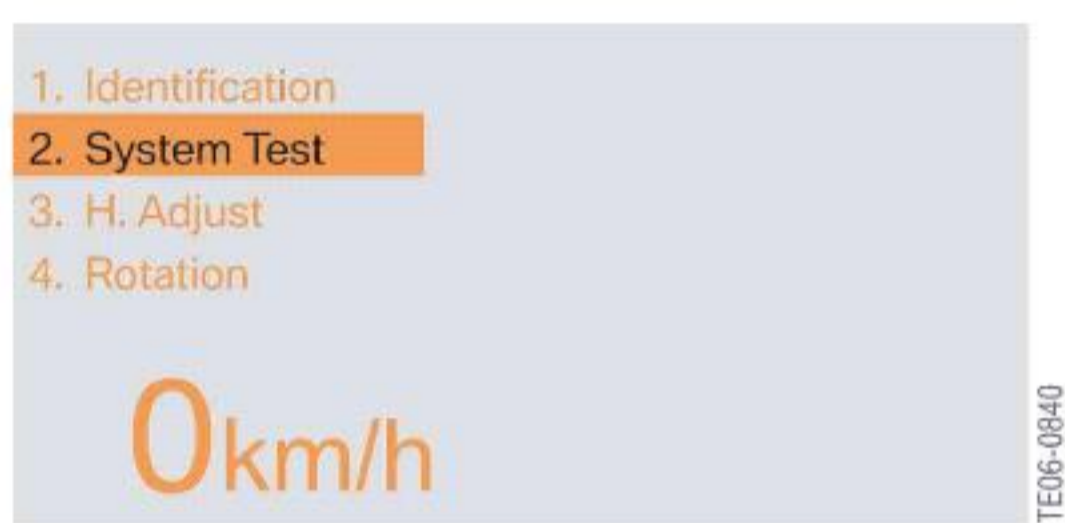 1. Identification
2. System Test
3. H. Adjust
4. Rotation
0km/h
TE06-0840